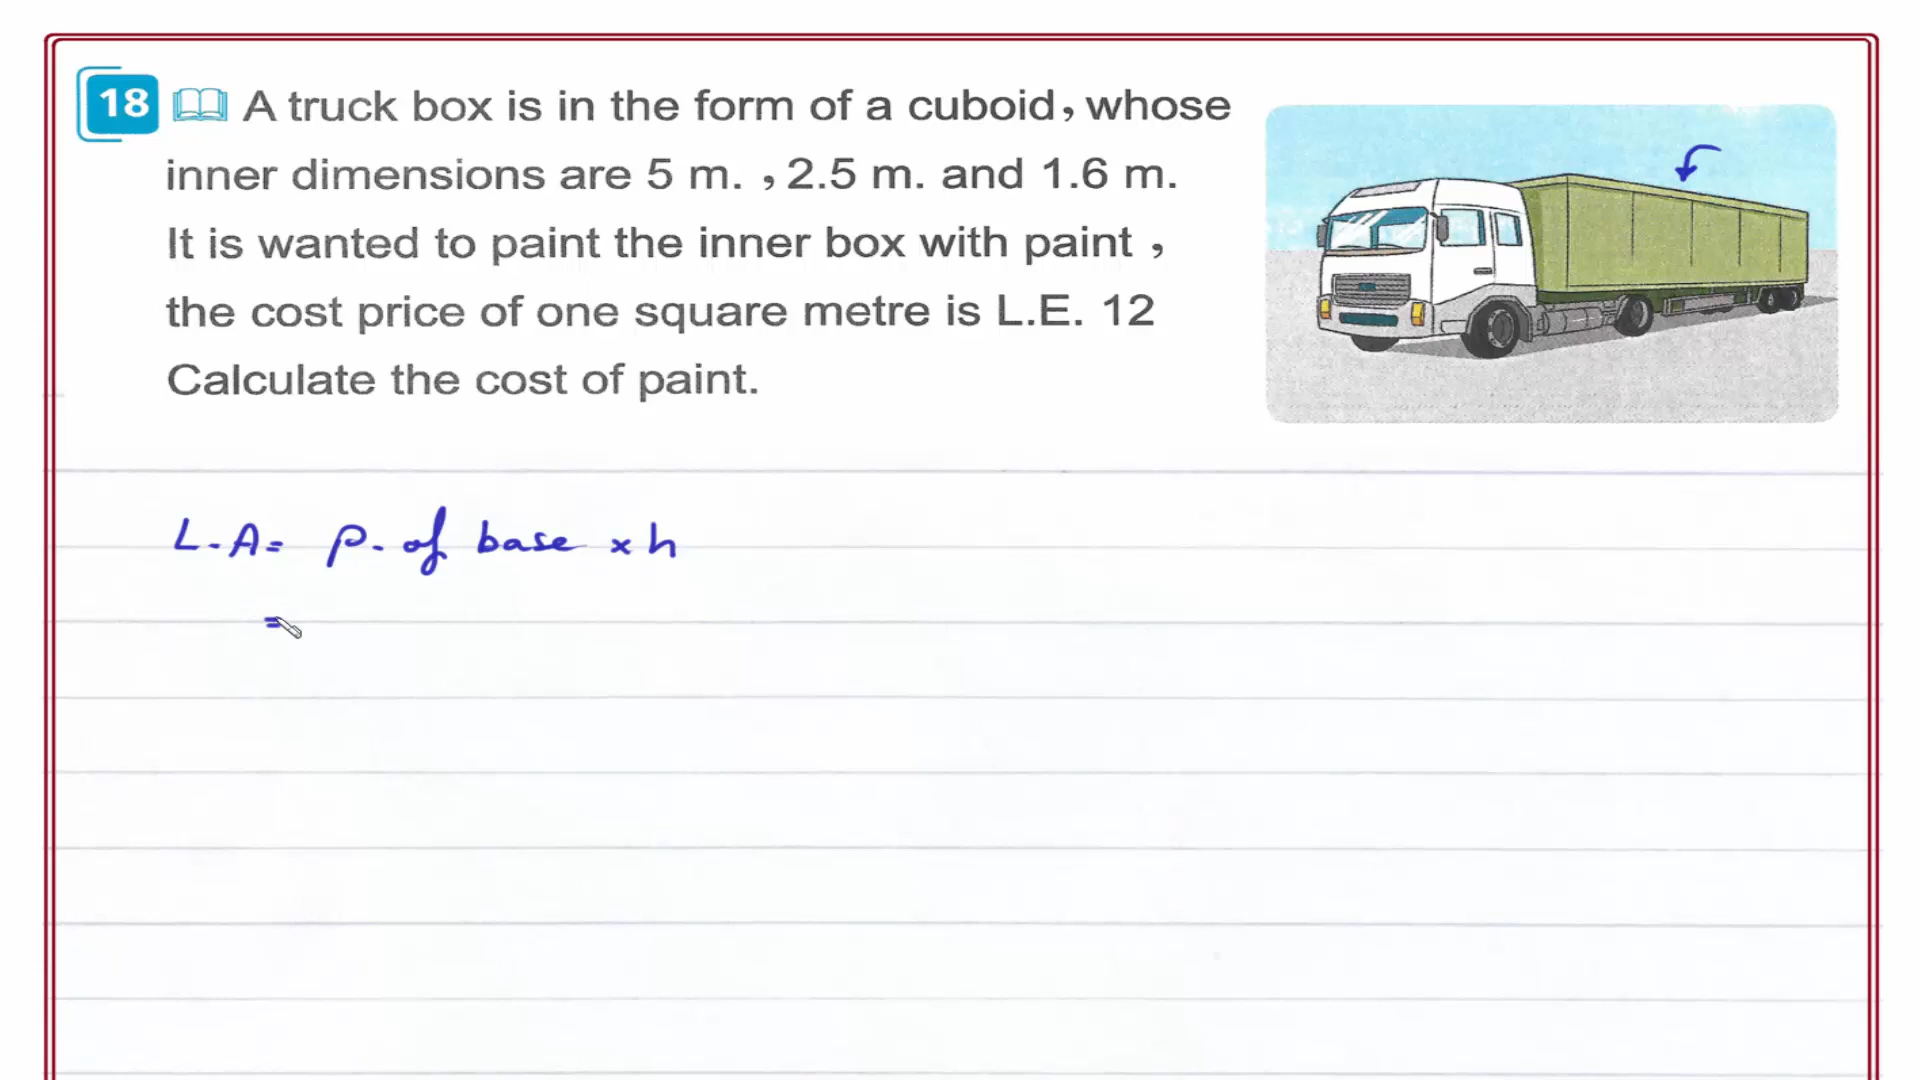 18 A truck box is in the form of a cuboid, whose
inner dimensions are 5 m. , 2.5 m. and 1.6 m.
It is wanted to paint the inner box with paint ,
the cost price of one square metre is L.E. 12
Calculate the cost of paint.
L.A= P. of base × h
=